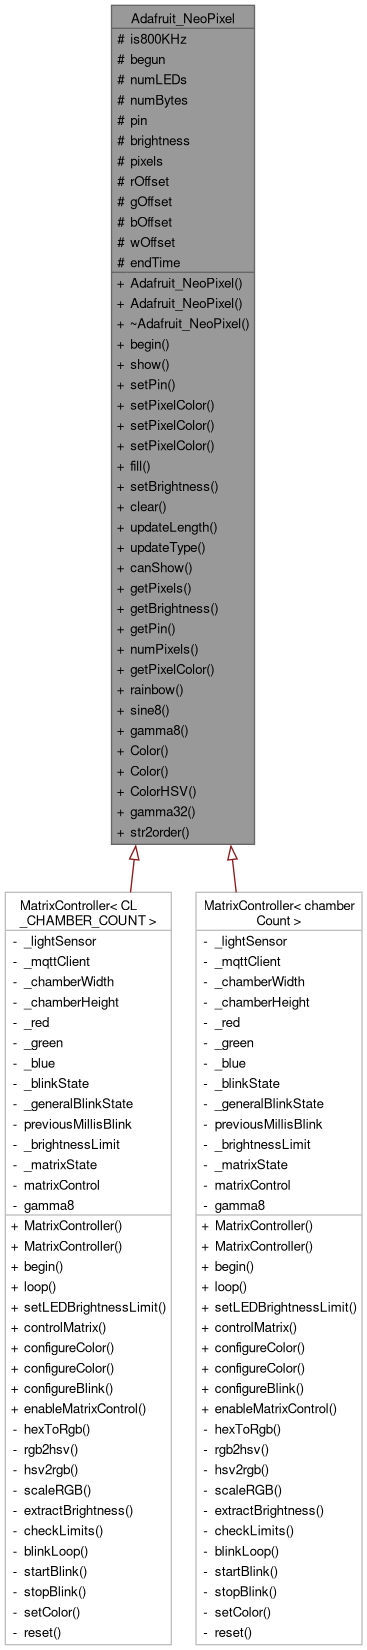 Adafruit_NeoPixel
# is800KHz
# begun
# numLEDs
# numBytes
# pin
# brightness
# pixels
# rOffset
# gOffset
# bOffset
# wOffset
# endTime
+ Adafruit_NeoPixel()
+ Adafruit_NeoPixel()
+ ~Adafruit_NeoPixel()
+ begin()
+ show()
+ setPin()
+ setPixelColor()
+ setPixelColor()
+ setPixelColor()
+ fill()
+ setBrightness()
+ clear()
+ updateLength()
+ updateType()
+ canShow()
+ getPixels()
+ getBrightness()
+ getPin()
+ numPixels()
+ getPixelColor()
+ rainbow()
+ sine8()
+ gamma8()
+ Color()
+ Color()
+ ColorHSV()
+ gamma32()
+ str2order()
MatrixController< CL
_CHAMBER_COUNT >
- _lightSensor
- _mqttClient
- _chamberWidth
- _chamberHeight
- _red
- _green
- _blue
- _blinkState
- _generalBlinkState
- previousMillisBlink
- _brightnessLimit
- _matrixState
- matrixControl
- gamma8
+ MatrixController()
+ MatrixController()
+ begin()
+ loop()
+ setLEDBrightnessLimit()
+ controlMatrix()
+ configureColor()
+ configureColor()
+ configureBlink()
+ enableMatrixControl()
- hexToRgb()
- rgb2hsv()
- hsv2rgb()
- scaleRGB()
- extractBrightness()
- checkLimits()
- blinkLoop()
- startBlink()
- stopBlink()
- setColor()
- reset()
MatrixController< chamber
Count >
- _lightSensor
- _mqttClient
- _chamberWidth
- _chamberHeight
- _red
- _green
- _blue
- _blinkState
- _generalBlinkState
- previousMillisBlink
- _brightnessLimit
- _matrixState
- matrixControl
- gamma8
+ MatrixController()
+ MatrixController()
+ begin()
+ loop()
+ setLEDBrightnessLimit()
+ controlMatrix()
+ configureColor()
+ configureColor()
+ configureBlink()
+ enableMatrixControl()
- hexToRgb()
- rgb2hsv()
- hsv2rgb()
- scaleRGB()
- extractBrightness()
- checkLimits()
- blinkLoop()
- startBlink()
- stopBlink()
- setColor()
- reset()